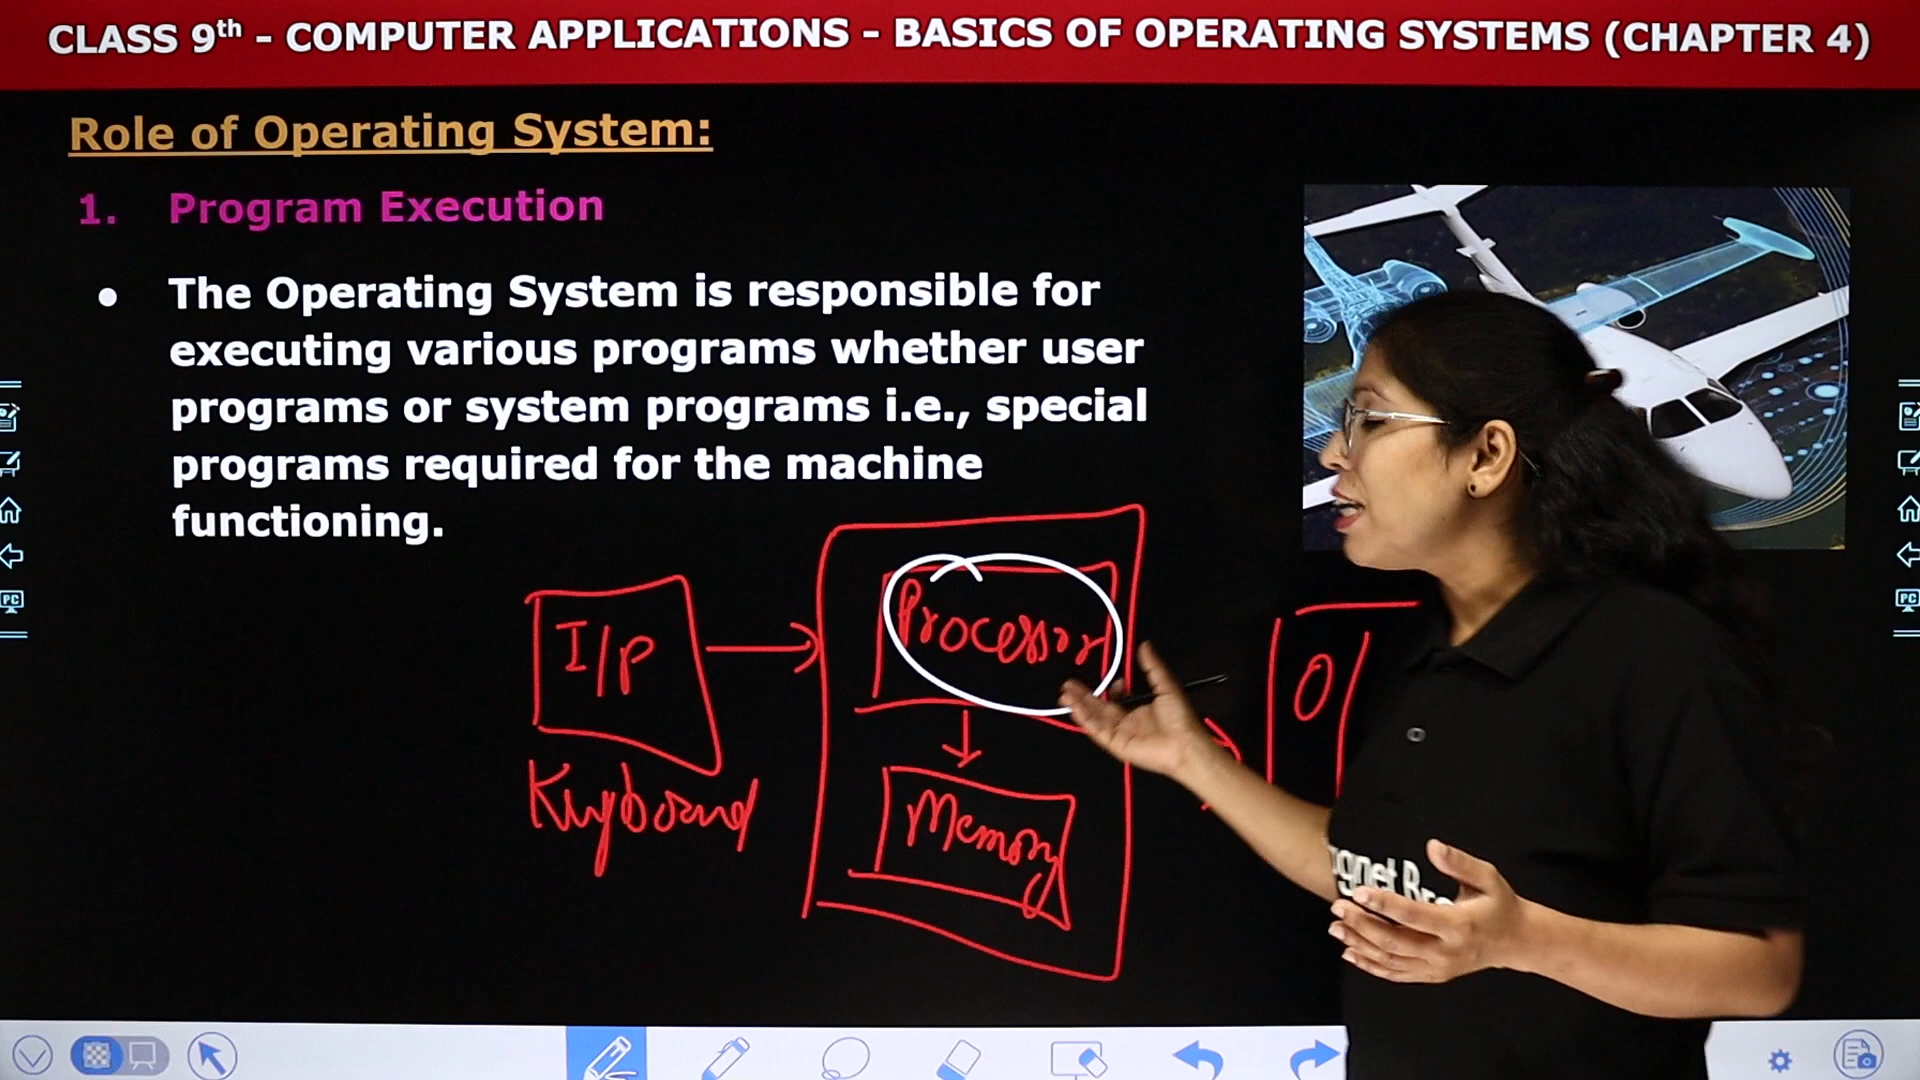 CLASS 9th - COMPUTER APPLICATIONS - BASICS OF OPERATING SYSTEMS (CHAPTER 4)
Role of Operating System:
1. Program Execution
• The Operating System is responsible for
executing various programs whether user
programs or system programs i.e., special
programs required for the machine
functioning.
Processor
I/P
O
Keyboard
Memory
PC
PC